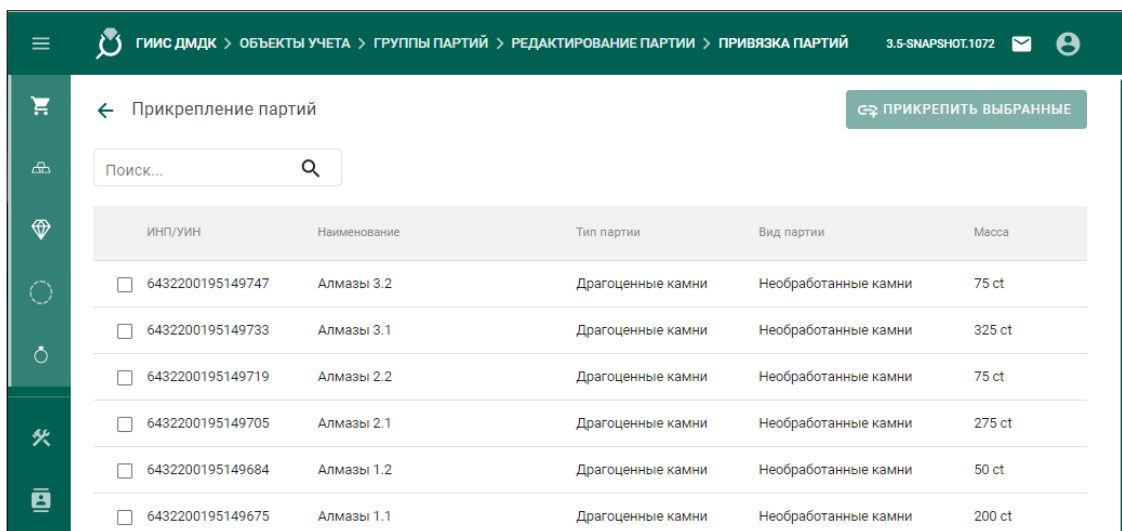 ГИИС ДМДК > ОБЪЕКТЫ УЧЕТА > ГРУППЫ ПАРТИЙ > РЕДАКТИРОВАНИЕ ПАРТИИ > ПРИВЯЗКА ПАРТИЙ 3.5-SNAPSHOT.1072
Прикрепление партий ПРИКРЕПИТЬ ВЫБРАННЫЕ
Поиск...
ИНП/УИН Наименование Тип партии Вид партии Масса
6432200195149747 Алмазы 3.2 Драгоценные камни Необработанные камни 75 ct
6432200195149733 Алмазы 3.1 Драгоценные камни Необработанные камни 325 ct
6432200195149719 Алмазы 2.2 Драгоценные камни Необработанные камни 75 ct
6432200195149705 Алмазы 2.1 Драгоценные камни Необработанные камни 275 ct
6432200195149684 Алмазы 1.2 Драгоценные камни Необработанные камни 50 ct
6432200195149675 Алмазы 1.1 Драгоценные камни Необработанные камни 200 ct